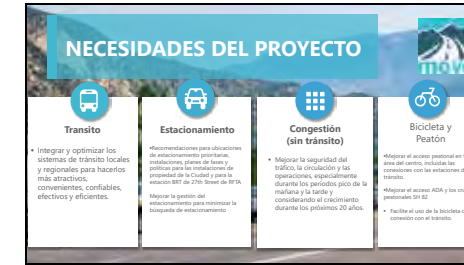 NECESIDADES DEL PROYECTO
Transito
• Integrar y optimizar los
sistemas de tránsito locales
y regionales para hacerlos
más atractivos,
convenientes, confiables,
efectivos y eficientes.
Estacionamiento
•Recomendaciones para ubicaciones
de estacionamiento prioritarias,
instalaciones, planes de fases y
políticas para las instalaciones de
propiedad de la Ciudad y para la
estación BRT de 27th Street de RFTA
Mejorar la gestión del
estacionamiento para minimizar la
búsqueda de estacionamiento
Congestión
(sin tránsito)
• Mejorar la seguridad del
tráfico, la circulación y las
operaciones, especialmente
durante los períodos pico de la
mañana y la tarde y
considerando el crecimiento
durante los próximos 20 años.
Bicicleta y
Peatón
•Mejorar el acceso peatonal en
área del centro, incluidas las
conexiones con las estaciones
tránsito.
•Mejorar el acceso ADA y los
peatonales SH 82
• Facilite el uso de la bicicleta
conexión con el tránsito.